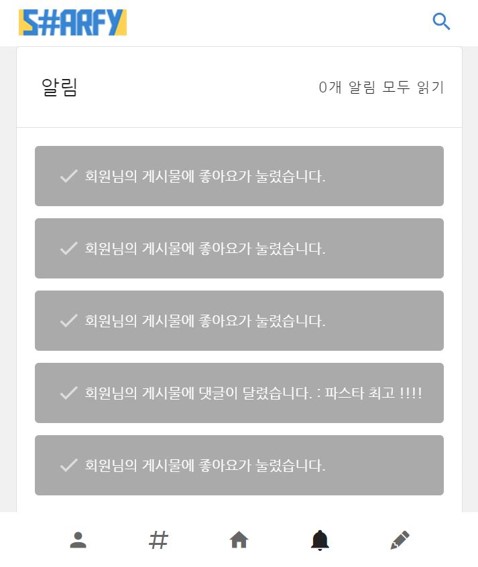 S#ARFY
알림
0개 알림 모두 읽기
회원님의 게시물에 좋아요가 눌렸습니다.
회원님의 게시물에 좋아요가 눌렸습니다.
회원님의 게시물에 좋아요가 눌렸습니다.
회원님의 게시물에 댓글이 달렸습니다. : 파스타 최고 !!!!
회원님의 게시물에 좋아요가 눌렸습니다.